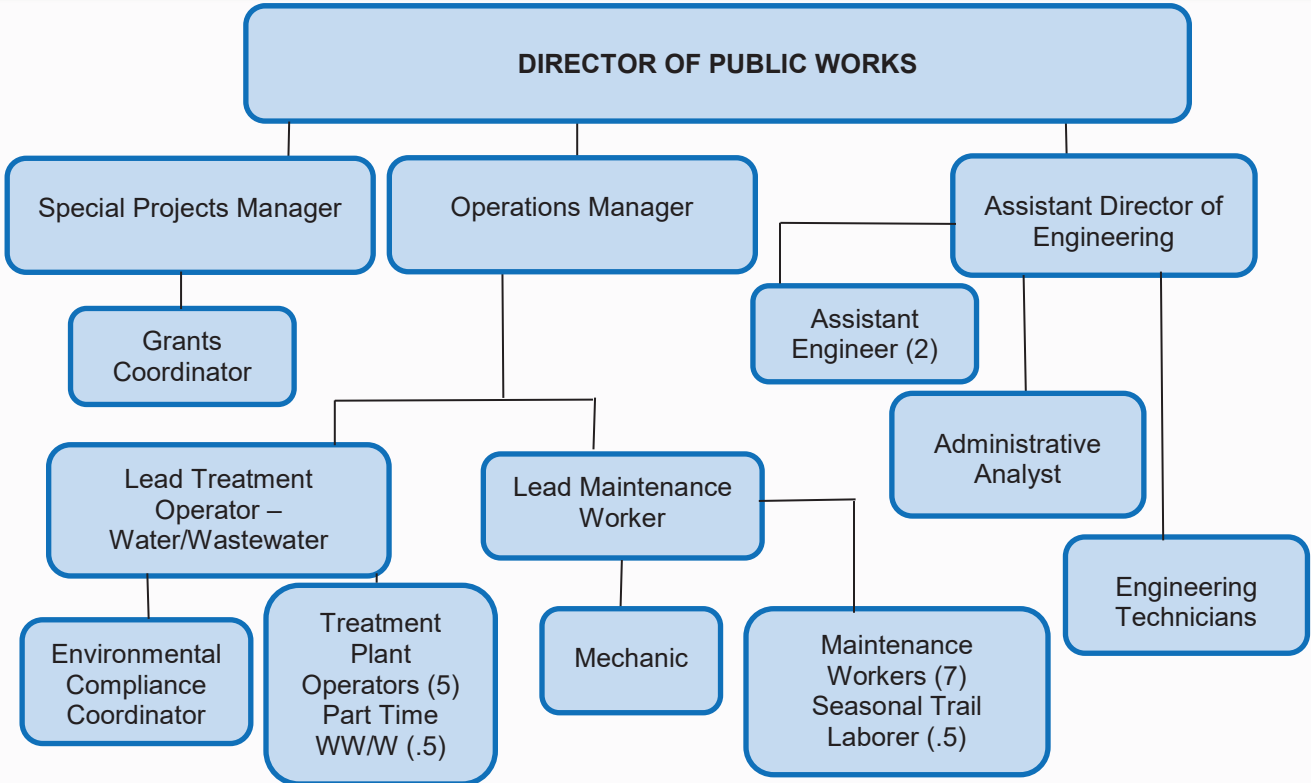 DIRECTOR OF PUBLIC WORKS
Special Projects Manager
Operations Manager
Assistant Director of
Engineering
Grants
Coordinator
Assistant
Engineer (2)
Administrative
Analyst
Engineering
Technicians
Lead Treatment
Operator –
Water/Wastewater
Lead Maintenance
Worker
Environmental
Compliance
Coordinator
Treatment
Plant
Operators (5)
Part Time
WW/W (.5)
Mechanic
Maintenance
Workers (7)
Seasonal Trail
Laborer (.5)